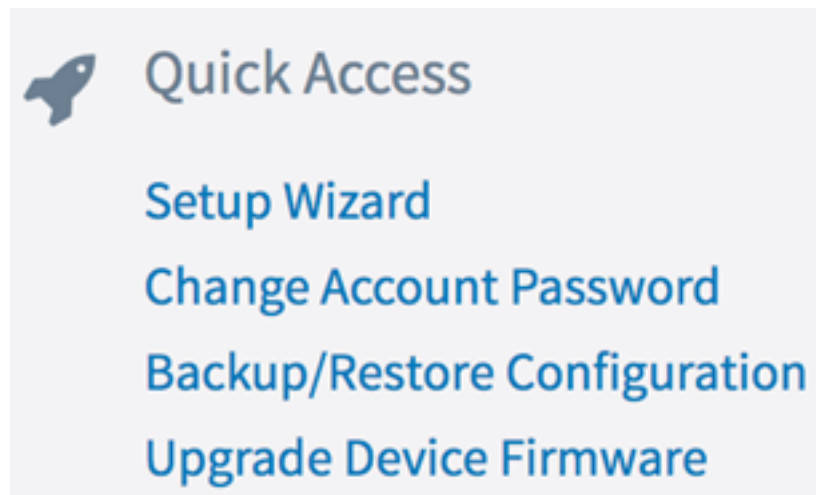 Quick Access
Setup Wizard
Change Account Password
Backup/Restore Configuration
Upgrade Device Firmware